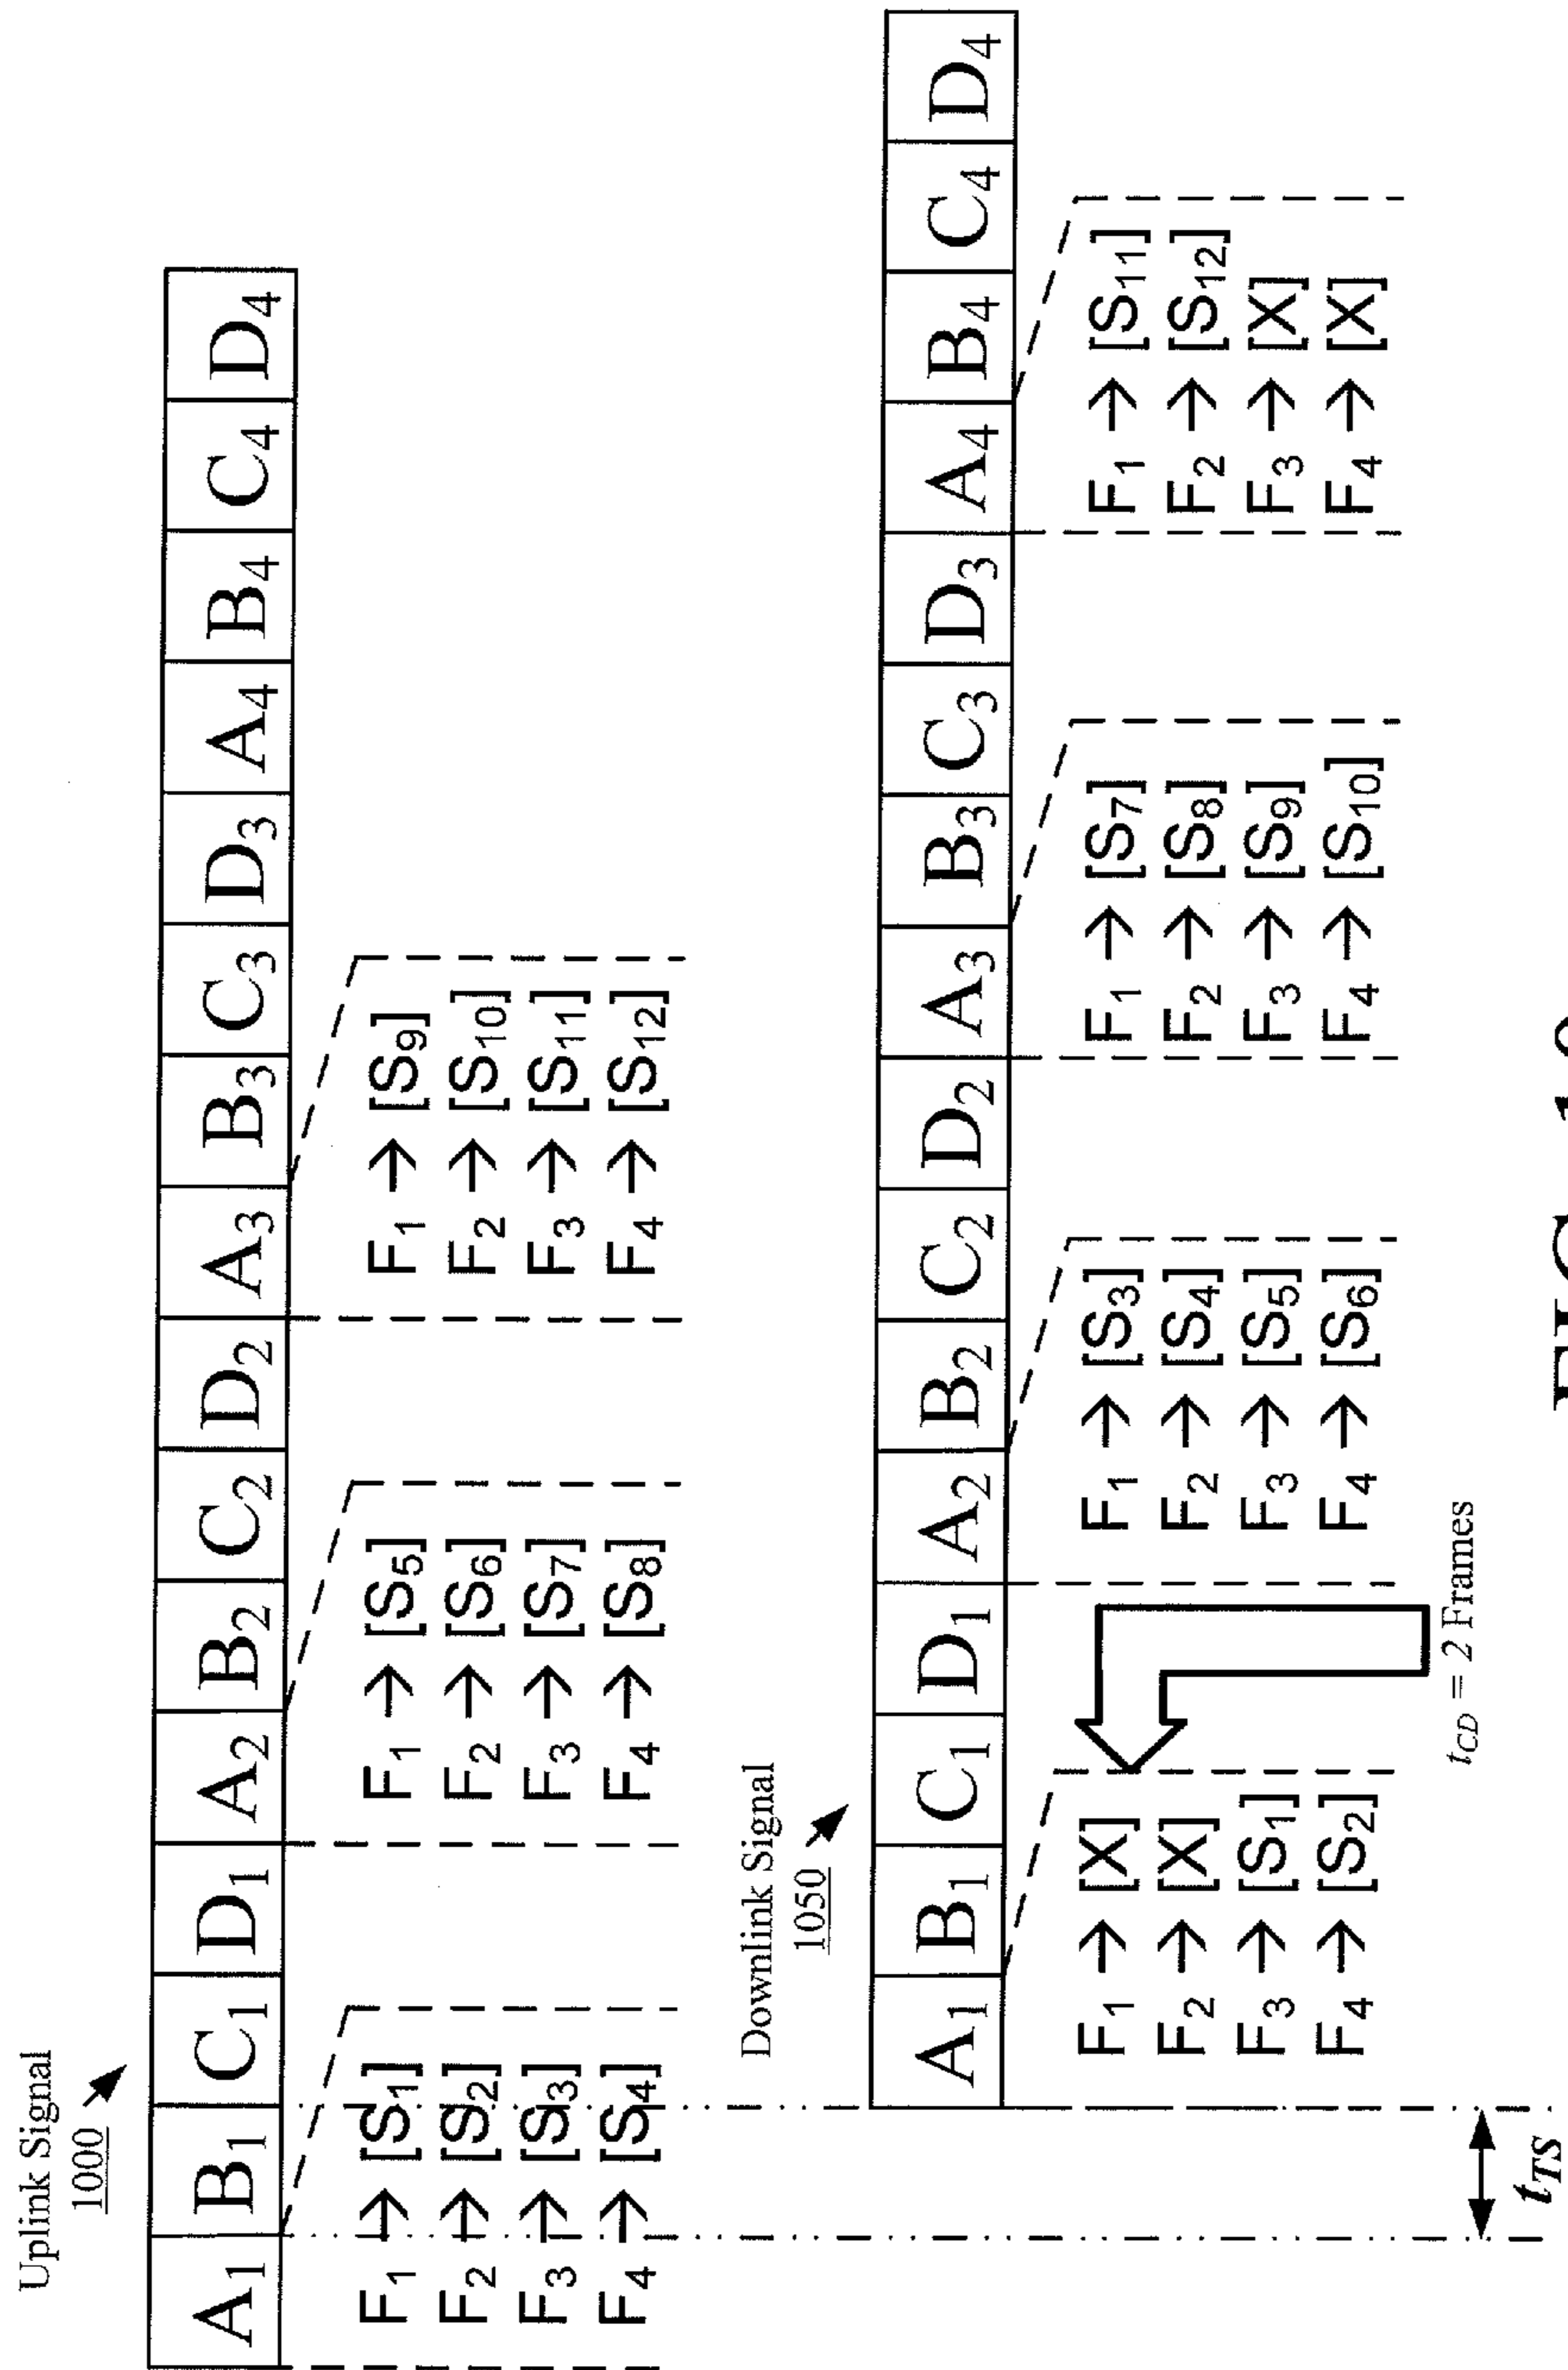 Uplink Signal
1000
A1 B1 C1 D1 A2 B2 C2 D2 A3 B3 C3 D3 A4 B4 C4 D4
F1 → [S1]
F2 → [S2]
F3 → [S3]
F4 → [S4]
F1 → [S5]
F2 → [S6]
F3 → [S7]
F4 → [S8]
F1 → [S9]
F2 → [S10]
F3 → [S11]
F4 → [S12]
Downlink Signal
1050
A1 B1 C1 D1 A2 B2 C2 D2 A3 B3 C3 D3 A4 B4 C4 D4
F1 → [X]
F2 → [X]
F3 → [S1]
F4 → [S2]
F1 → [S3]
F2 → [S4]
F3 → [S5]
F4 → [S6]
F1 → [S7]
F2 → [S8]
F3 → [S9]
F4 → [S10]
F1 → [S11]
F2 → [S12]
F3 → [X]
F4 → [X]
tCD = 2 Frames
tTS